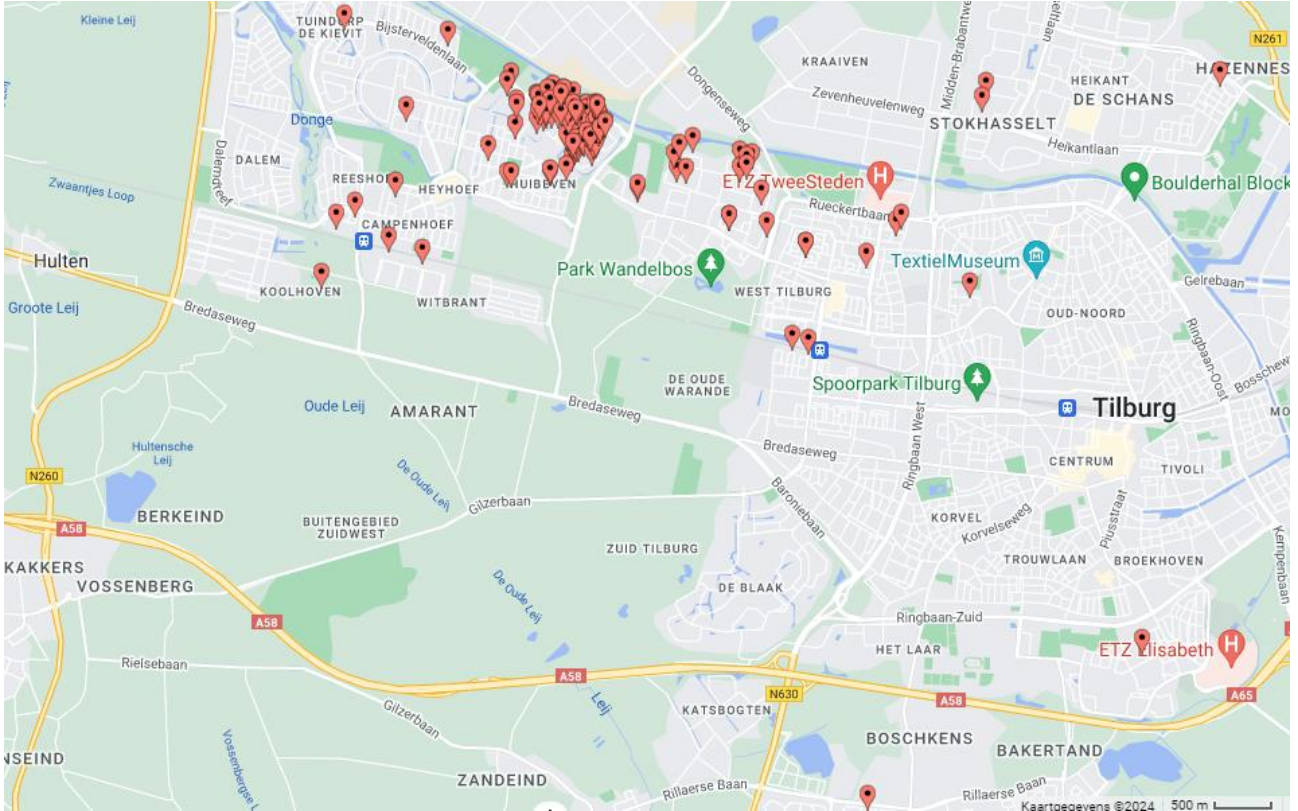 Kleine Leij
TUINDORP
DE KIEVIT
Bijsterveldenlaan
N261
KRAAIVEN
Dongenseweg
Midden-Brabantweg
Zevenheuvelenweg
HEIKANT
DE SCHANS
STOKHASSELT
Heikantlaan
Donge
DALEM
Dalemdreef
HEYHOEF
Zwaantjes Loop
CAMPENHOEF
ETZ TweeSteden
H
Boulderhal Block
Rueckertbaan
Hulten
Park Wandelbos
TextielMuseum
WEST TILBURG
KOOLHOVEN
WITBRANT
Gelrebaan
Groote Leij
Bredaseweg
OUD-NOORD
Ringbaan-Oost
DE OUDE
WARANDE
Spoorpark Tilburg
Oude Leij
AMARANT
Bredaseweg
Tilburg
Bredaseweg
Ringbaan West
Hultensche
Leij
CENTRUM
TIVOLI
N260
De Oude Leij
Gilzerbaan
Baroniebaan
BERKEIND
BUITENGEBIED
ZUIDWEST
KORVEL
Korvelseweg
Piusstraat
A58
ZUID TILBURG
TROUWLAAN
BROEKHOVEN
Kempenbaan
KAKKERS
VOSSENBERG
De Oude Leij
DE BLAAK
A58
Ringbaan-Zuid
HET LAAR
ETZ Elisabeth
H
Rielsebaan
A58
N630
A58
A65
Gilzerbaan
Leij
KATSBOGTEN
BOSCHKENS
BAKERTAND
NSEIND
ZANDEIND
Rillaerse Baan
Rillaerse Baan
Kaartgegevens ©2024 500 m